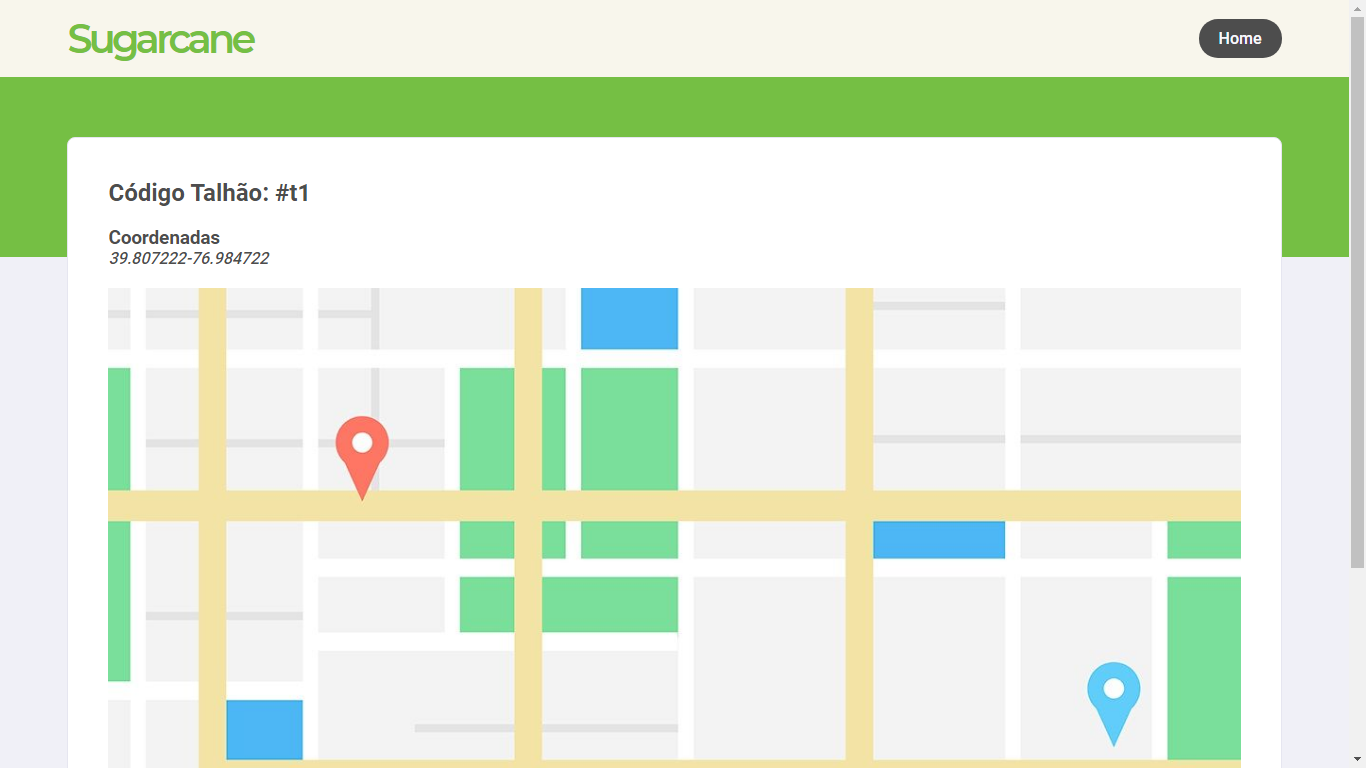 Sugarcane
Home
Código Talhão: #t1
Coordenadas
39.807222-76.984722